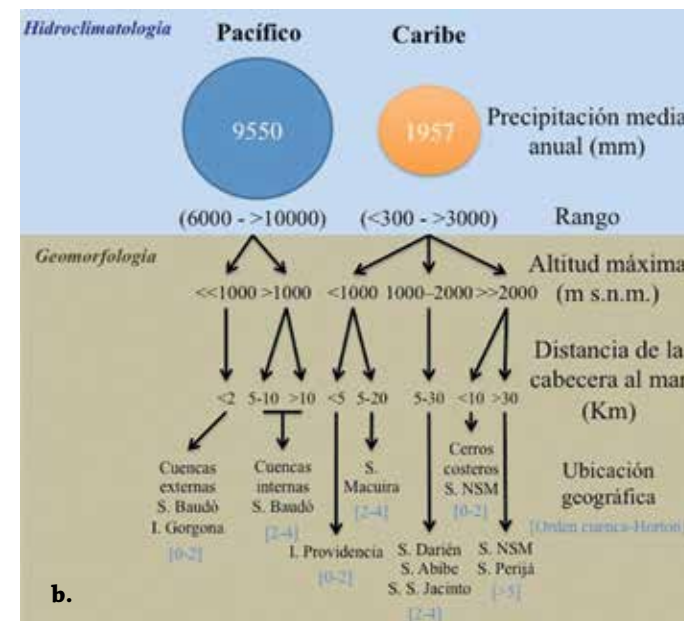 Hidroclimatología
Pacífico
Caribe
9550
1957
Precipitación media
anual (mm)
(6000 - >10000)
(<300 - >3000)
Rango
Geomorfología
Altitud máxima
(m s.n.m.)
<<1000 >1000
<1000 1000–2000 >>2000
Distancia de la
cabecera al mar
(Km)
<2 5-10 >10 <5 5-20 5-30 <10 >30
Cuencas
externas
S. Baudó
I. Gorgona
[0-2]
Cuencas
internas
S. Baudó
[2-4]
I. Providencia
[0-2]
S.
Macuira
[2-4]
S. Darién
S. Abibe
S. S. Jacinto
[2-4]
Cerros
costeros
S. NSM
[0-2]
S. NSM
S. Perijá
[>5]
Ubicación
geográfica
[Orden cuenca-Horton]
b.